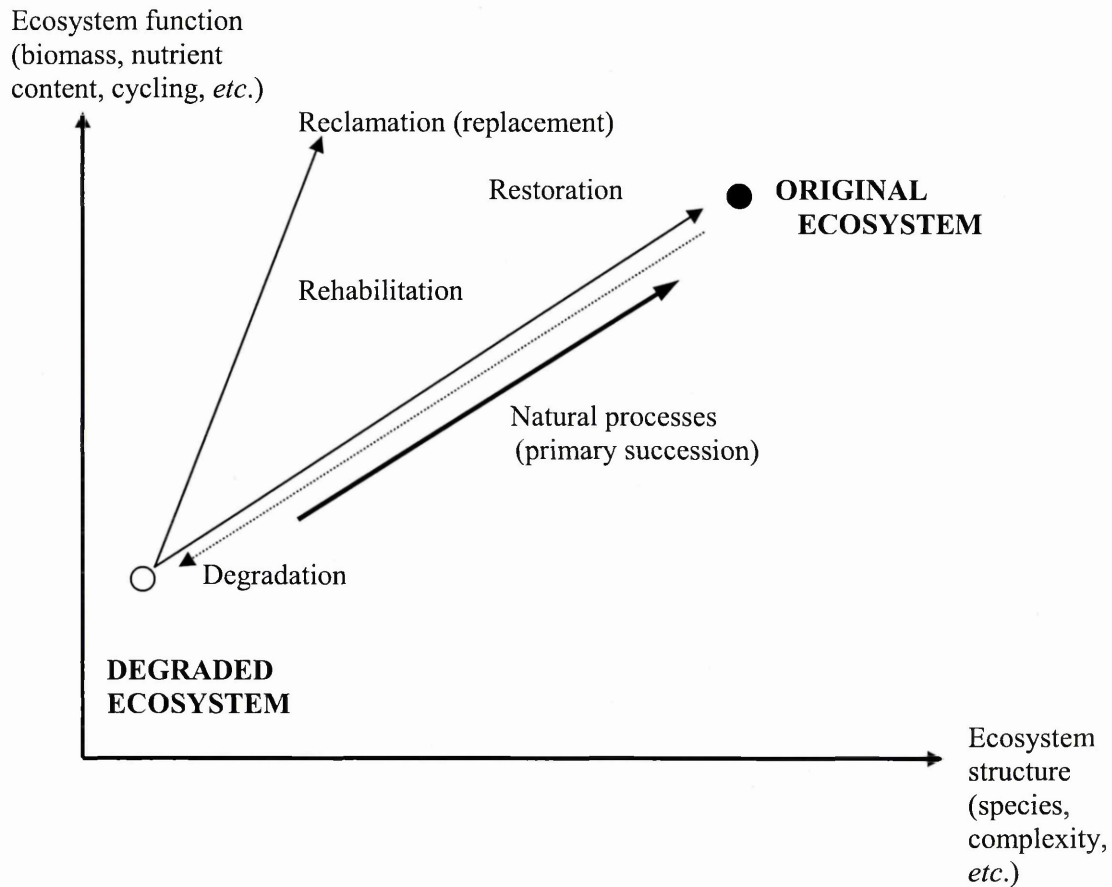 Ecosystem function
(biomass, nutrient
content, cycling, etc.)
Reclamation (replacement)
Restoration
ORIGINAL
ECOSYSTEM
Rehabilitation
Natural processes
(primary succession)
Degradation
DEGRADED
ECOSYSTEM
Ecosystem
structure
(species,
complexity,
etc.)